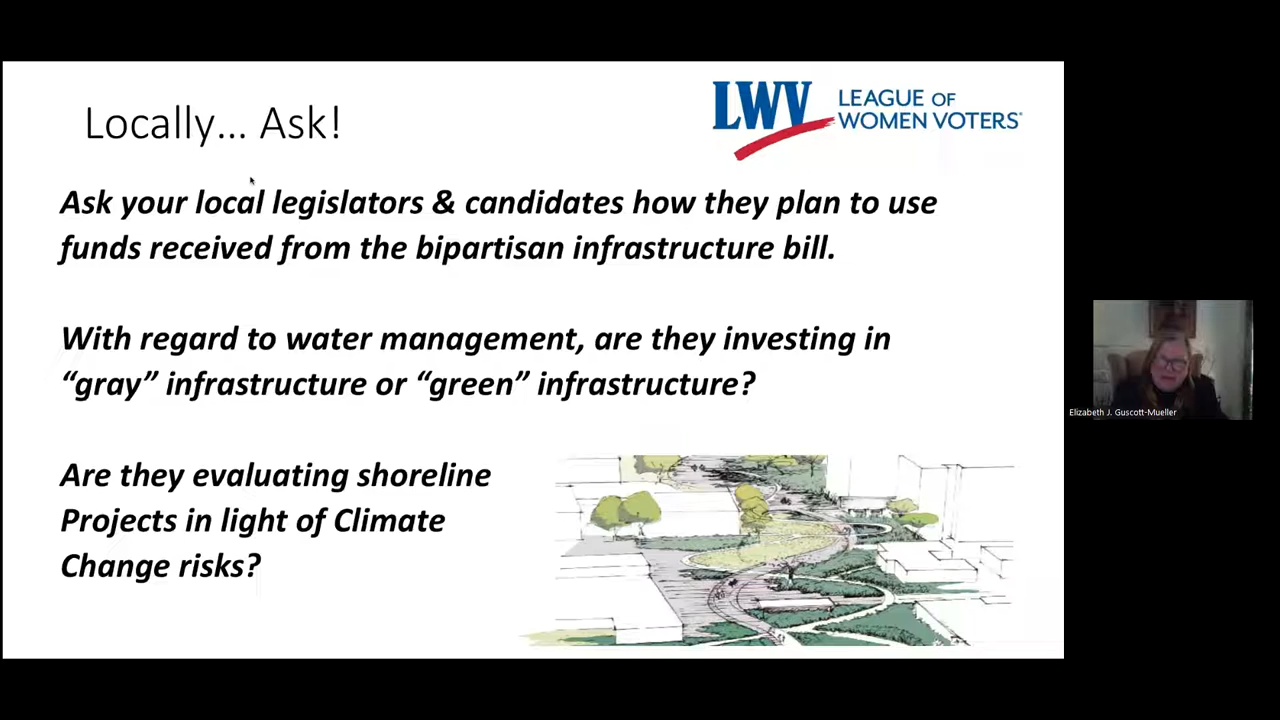 Locally... Ask!
LWV LEAGUE OF
WOMEN VOTERS®
Ask your local legislators & candidates how they plan to use
funds received from the bipartisan infrastructure bill.
With regard to water management, are they investing in
“gray” infrastructure or “green” infrastructure?
Are they evaluating shoreline
Projects in light of Climate
Change risks?
Elizabeth J. Guscott-Mueller